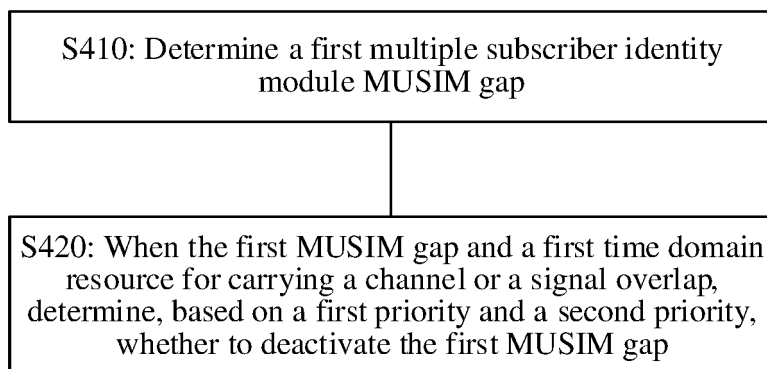 S410: Determine a first multiple subscriber identity
module MUSIM gap
S420: When the first MUSIM gap and a first time domain
resource for carrying a channel or a signal overlap,
determine, based on a first priority and a second priority,
whether to deactivate the first MUSIM gap